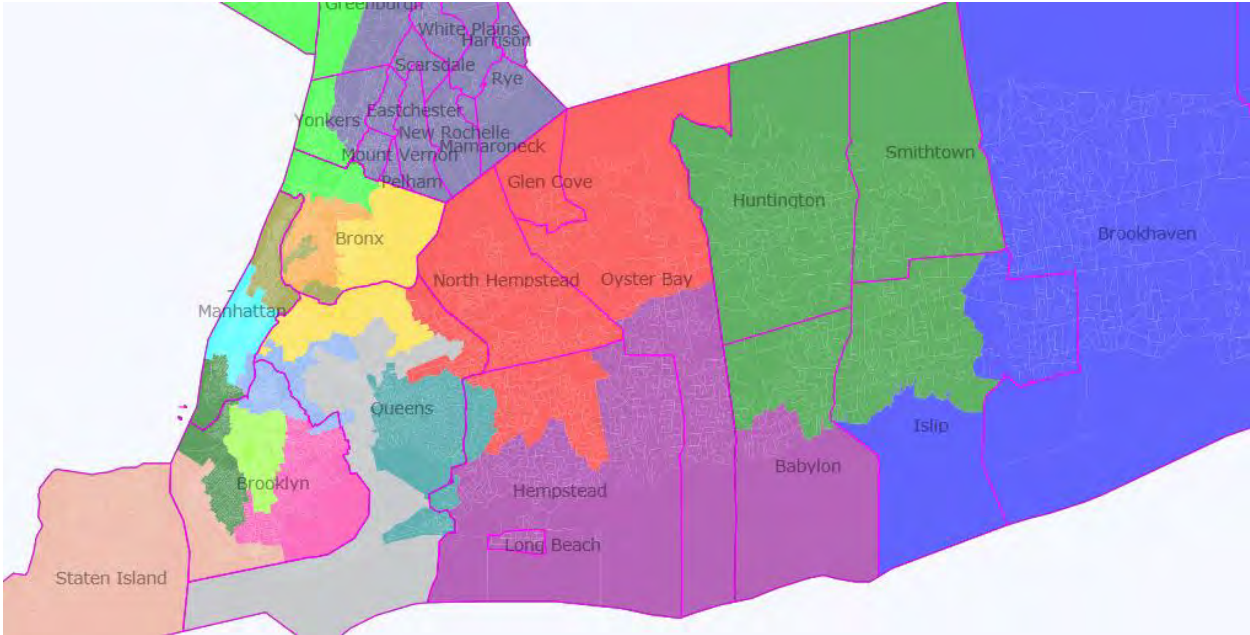 Greenburgh
White Plains
Harrison
Scarsdale
Rye
Eastchester
Yonkers
New Rochelle
Mamaroneck
Mount Vernon
Pelham
Glen Cove
Smithtown
Huntington
Bronx
Brookhaven
North Hempstead
Oyster Bay
Manhattan
Queens
Islip
Babylon
Brooklyn
Hempstead
Long Beach
Staten Island